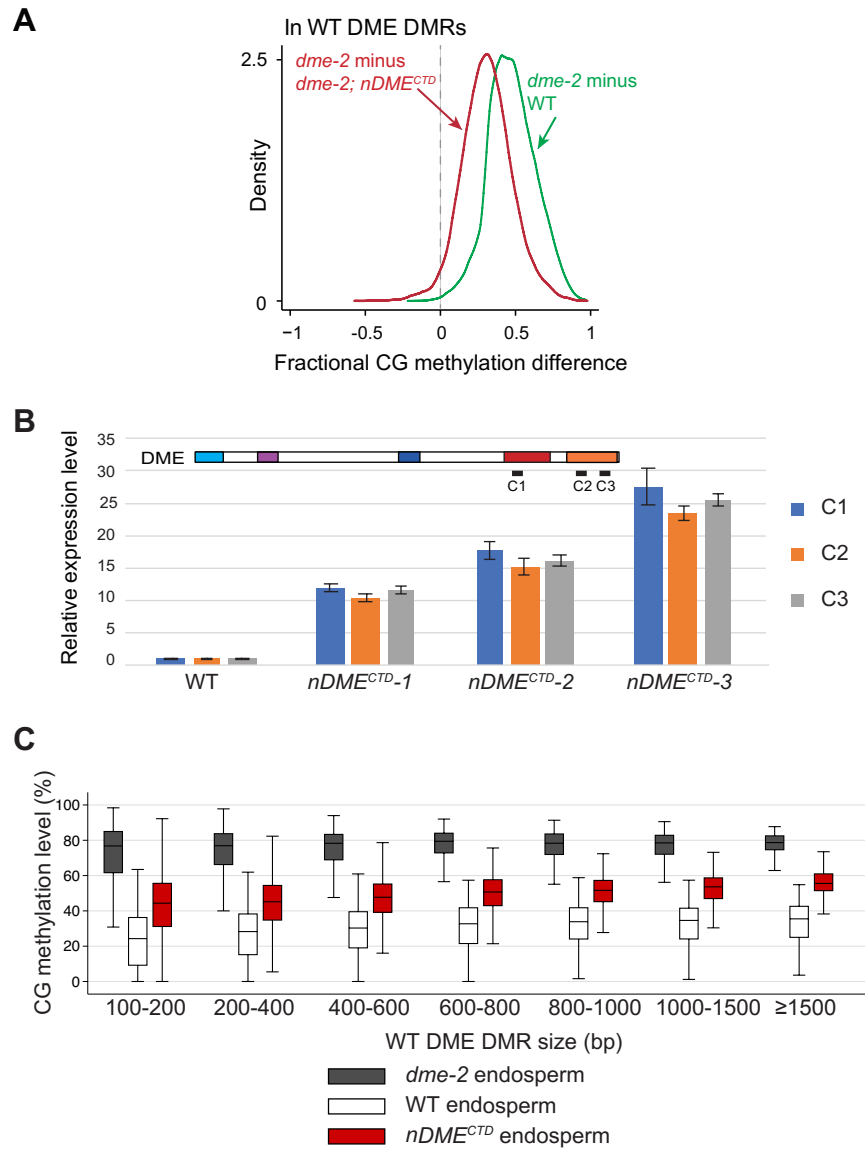 A
In WT DME DMRs
2.5
dme-2 minus
dme-2; nDME^CTD
dme-2 minus
WT
Density
0
−1
-0.5
0
0.5
1
Fractional CG methylation difference
B
Relative expression level
35
30
25
20
15
10
5
0
DME
C1
C2
C3
C1
C2
C3
WT
nDME^CTD-1
nDME^CTD-2
nDME^CTD-3
C
CG methylation level (%)
100
80
60
40
20
0
100-200
200-400
400-600
600-800
800-1000
1000-1500
≥1500
WT DME DMR size (bp)
dme-2 endosperm
WT endosperm
nDME^CTD endosperm